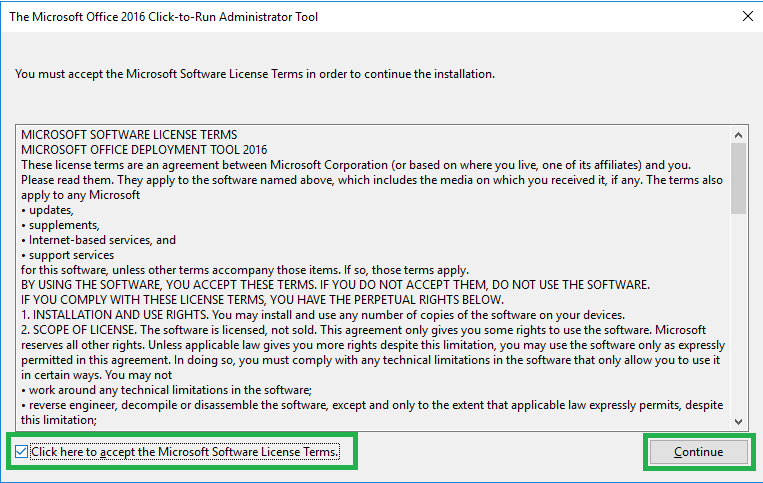 The Microsoft Office 2016 Click-to-Run Administrator Tool
You must accept the Microsoft Software License Terms in order to continue the installation.
MICROSOFT SOFTWARE LICENSE TERMS
MICROSOFT OFFICE DEPLOYMENT TOOL 2016
These license terms are an agreement between Microsoft Corporation (or based on where you live, one of its affiliates) and you.
Please read them. They apply to the software named above, which includes the media on which you received it, if any. The terms also
apply to any Microsoft
• updates,
• supplements,
• Internet-based services, and
• support services
for this software, unless other terms accompany those items. If so, those terms apply.
BY USING THE SOFTWARE, YOU ACCEPT THESE TERMS. IF YOU DO NOT ACCEPT THEM, DO NOT USE THE SOFTWARE.
IF YOU COMPLY WITH THESE LICENSE TERMS, YOU HAVE THE PERPETUAL RIGHTS BELOW.
1. INSTALLATION AND USE RIGHTS. You may install and use any number of copies of the software on your devices.
2. SCOPE OF LICENSE. The software is licensed, not sold. This agreement only gives you some rights to use the software. Microsoft
reserves all other rights. Unless applicable law gives you more rights despite this limitation, you may use the software only as expressly
permitted in this agreement. In doing so, you must comply with any technical limitations in the software that only allow you to use it
in certain ways. You may not
• work around any technical limitations in the software;
• reverse engineer, decompile or disassemble the software, except and only to the extent that applicable law expressly permits, despite
this limitation;
Click here to accept the Microsoft Software License Terms.
Continue